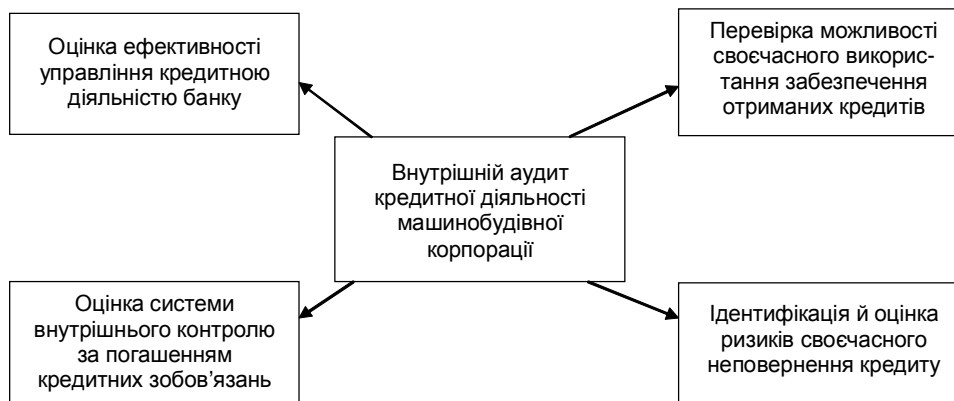 Оцінка ефективності
управління кредитною
діяльністю банку
Перевірка можливості
своєчасного викорис-
тання забезпечення
отриманих кредитів
Внутрішній аудит
кредитної діяльності
машинобудівної
корпорації
Оцінка системи
внутрішнього контролю
за погашенням
кредитних зобов’язань
Ідентифікація й оцінка
ризиків своєчасного
неповернення кредиту